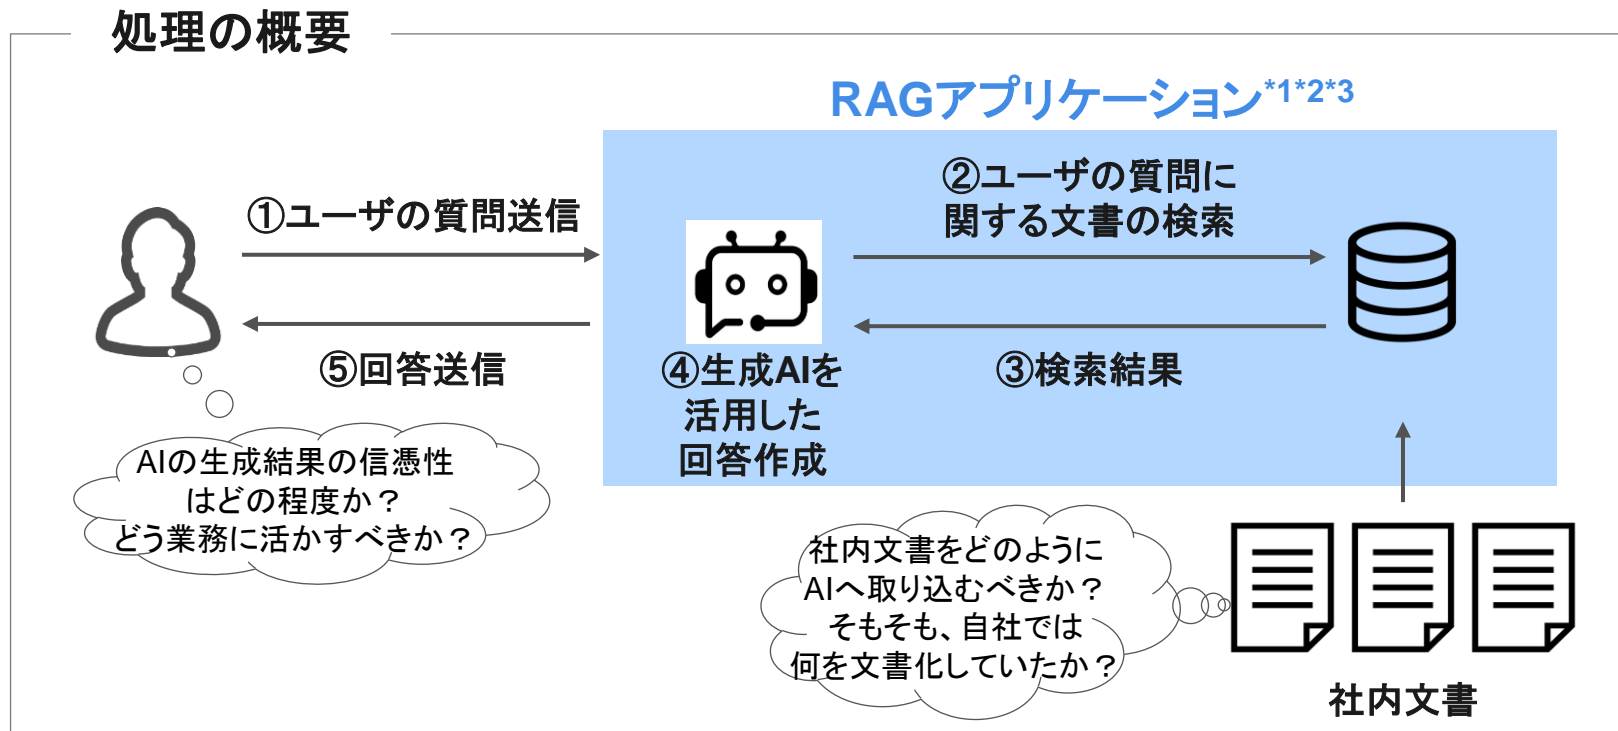 処理の概要
RAGアプリケーション*1*2*3
①ユーザの質問送信
②ユーザの質問に
関する文書の検索
③検索結果
④生成AIを
活用した
回答作成
⑤回答送信
AIの生成結果の信憑性
はどの程度か？
どう業務に活かすべきか？
社内文書をどのように
AIへ取り込むべきか？
そもそも、自社では
何を文書化していたか？
社内文書